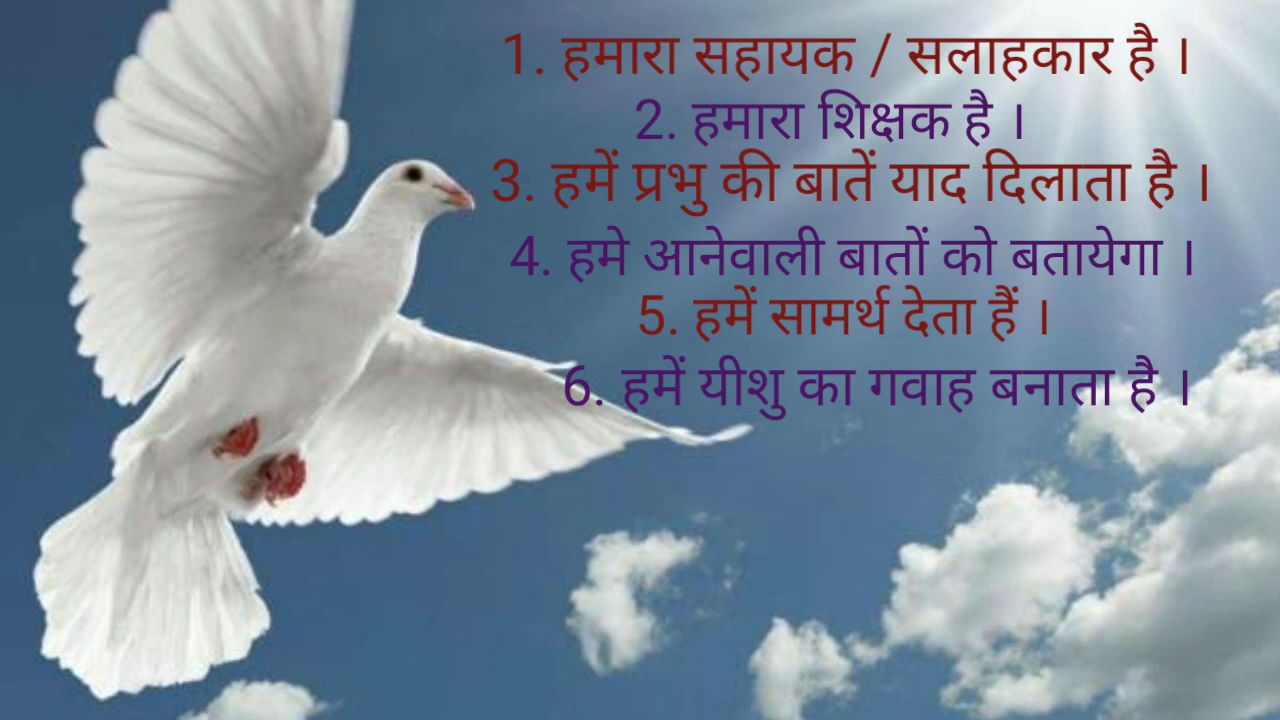 1. हमारा सहायक / सलाहकार है ।
2. हमारा शिक्षक है ।
3. हमें प्रभु की बातें याद दिलाता है ।
4. हमे आनेवाली बातों को बतायेगा ।
5. हमें सामर्थ देता हैं ।
6. हमें यीशु का गवाह बनाता है ।